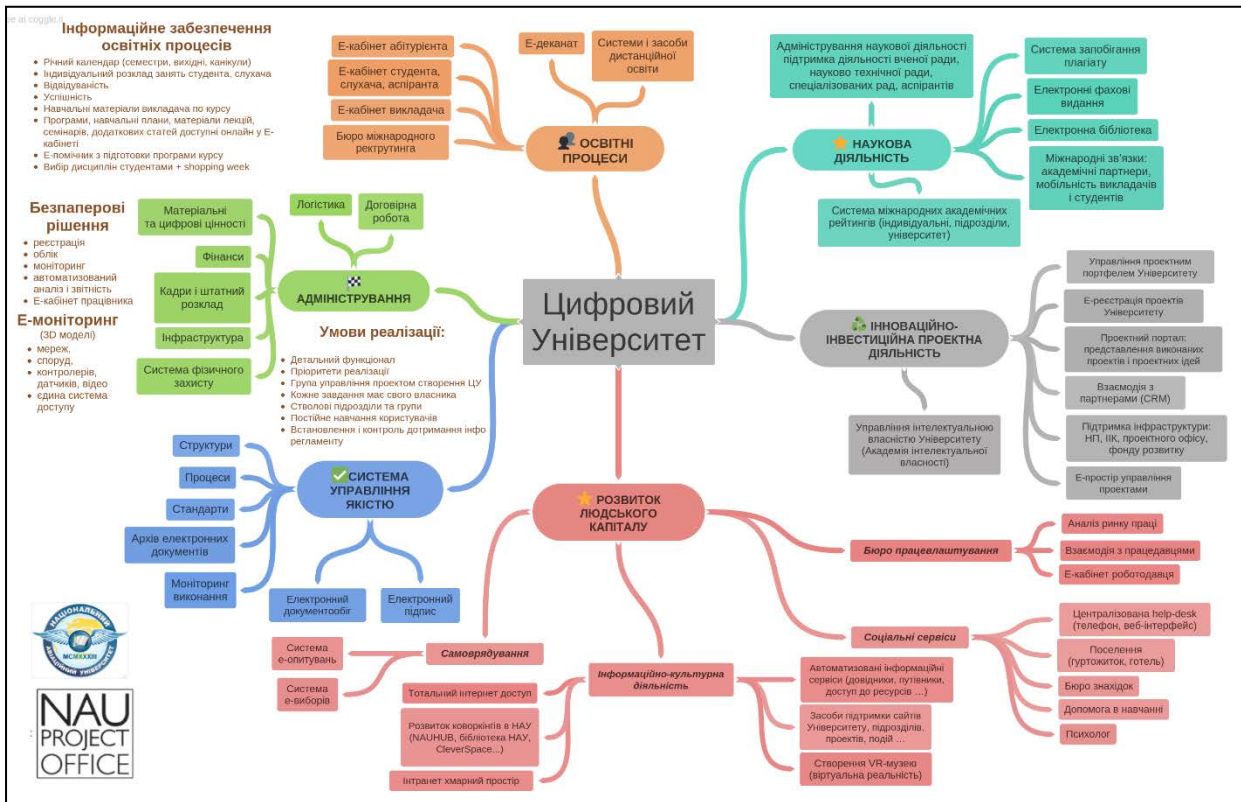 Інформаційне забезпечення
освітніх процесів
Річний календар (семестри, вихідні, канікули)
Індивідуальний розклад занять студента, слухача
Відвідуваність
Успішність
Навчальні матеріали викладача по курсу
Програми, навчальні плани, матеріали лекцій,
семінарів, додаткових статей доступні онлайн у Е-
кабінеті
Е-помічник з підготовки програми курсу
Вибір дисциплін студентами + shopping week
Безпаперові
рішення
реєстрація
облік
моніторинг
автоматизований
аналіз і звітність
Е-кабінет працівника
Е-моніторинг
(3D моделі)
мереж,
споруд,
контролерів,
датчиків, відео
єдина система
доступу
Е-кабінет абітурієнта
Е-кабінет студента,
слухача, аспіранта
Е-кабінет викладача
Бюро міжнародного
ректрутинга
Е-деканат
Системи і засоби
дистанційної
освіти
ОСВІТНІ
ПРОЦЕСИ
Адміністрування наукової діяльності
підтримка діяльності вченої ради,
науково технічної ради,
спеціалізованих рад, аспірантів
НАУКОВА
ДІЯЛЬНІСТЬ
Система запобігання
плагіату
Електронні фахові
видання
Електронна бібліотека
Міжнародні зв'язки:
академічні партнери,
мобільність викладачів
і студентів
Система міжнародних академічних
рейтингів (індивідуальні, підрозділи,
університет)
Матеріальні
та цифрові цінності
Фінанси
Кадри і штатний
розклад
Інфраструктура
Система фізичного
захисту
Логістика
Договірна
робота
АДМІНІСТРУВАННЯ
Цифровий
Університет
ІННОВАЦІЙНО-
ІНВЕСТИЦІЙНА ПРОЕКТНА
ДІЯЛЬНІСТЬ
Управління проектним
портфелем Університету
Е-реєстрація проектів
Університету
Проектний портал:
представлення виконаних
проектів і проектних ідей
Взаємодія з
партнерами (CRM)
Підтримка інфраструктури:
НП, ІІК, проектного офісу,
фонду розвитку
Е-простір управління
проектами
Управління інтелектуальною
власністю Університету
(Академія інтелектуальної
власності)
Умови реалізації:
Детальний функціонал
Пріоритети реалізації
Група управління проектом створення ЦУ
Кожне завдання має свого власника
Стволові підрозділи та групи
Постійне навчання користувачів
Встановлення і контроль дотримання інфо
регламенту
Структури
Процеси
Стандарти
Архів електронних
документів
Моніторинг
виконання
СИСТЕМА
УПРАВЛІННЯ
ЯКІСТЮ
Електронний
документообіг
Електронний
підпис
РОЗВИТОК
ЛЮДСЬКОГО
КАПІТАЛУ
Бюро працевлаштування
Аналіз ринку праці
Взаємодія з працедавцями
Е-кабінет роботодавця
Соціальні сервіси
Централізована help-desk
(телефон, веб-інтерфейс)
Поселення
(гуртожиток, готель)
Бюро знахідок
Допомога в навчанні
Психолог
Самоврядування
Система
е-опитувань
Система
е-виборів
Інформаційно-культурна
діяльність
Тотальний інтернет доступ
Розвиток коворкінгів в НАУ
(NAUHUB, бібліотека НАУ,
CleverSpace...)
Інтранет хмарний простір
Автоматизовані інформаційні
сервіси (довідники, путівники,
доступ до ресурсів ...)
Засоби підтримки сайтів
Університету, підрозділів,
проектів, подій ...
Створення VR-музею
(віртуальна реальність)
НАЦІОНАЛЬНИЙ
АВІАЦІЙНИЙ УНІВЕРСИТЕТ
MCMXXXIII
NAU
PROJECT
OFFICE